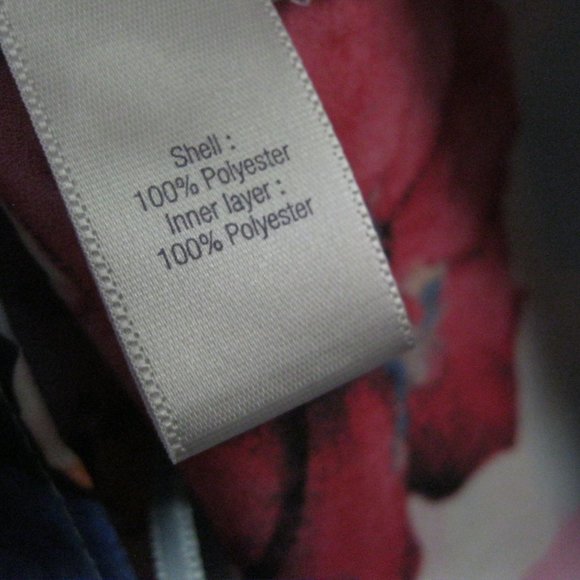 Shell :
100% Polyester
Inner layer :
100% Polyester